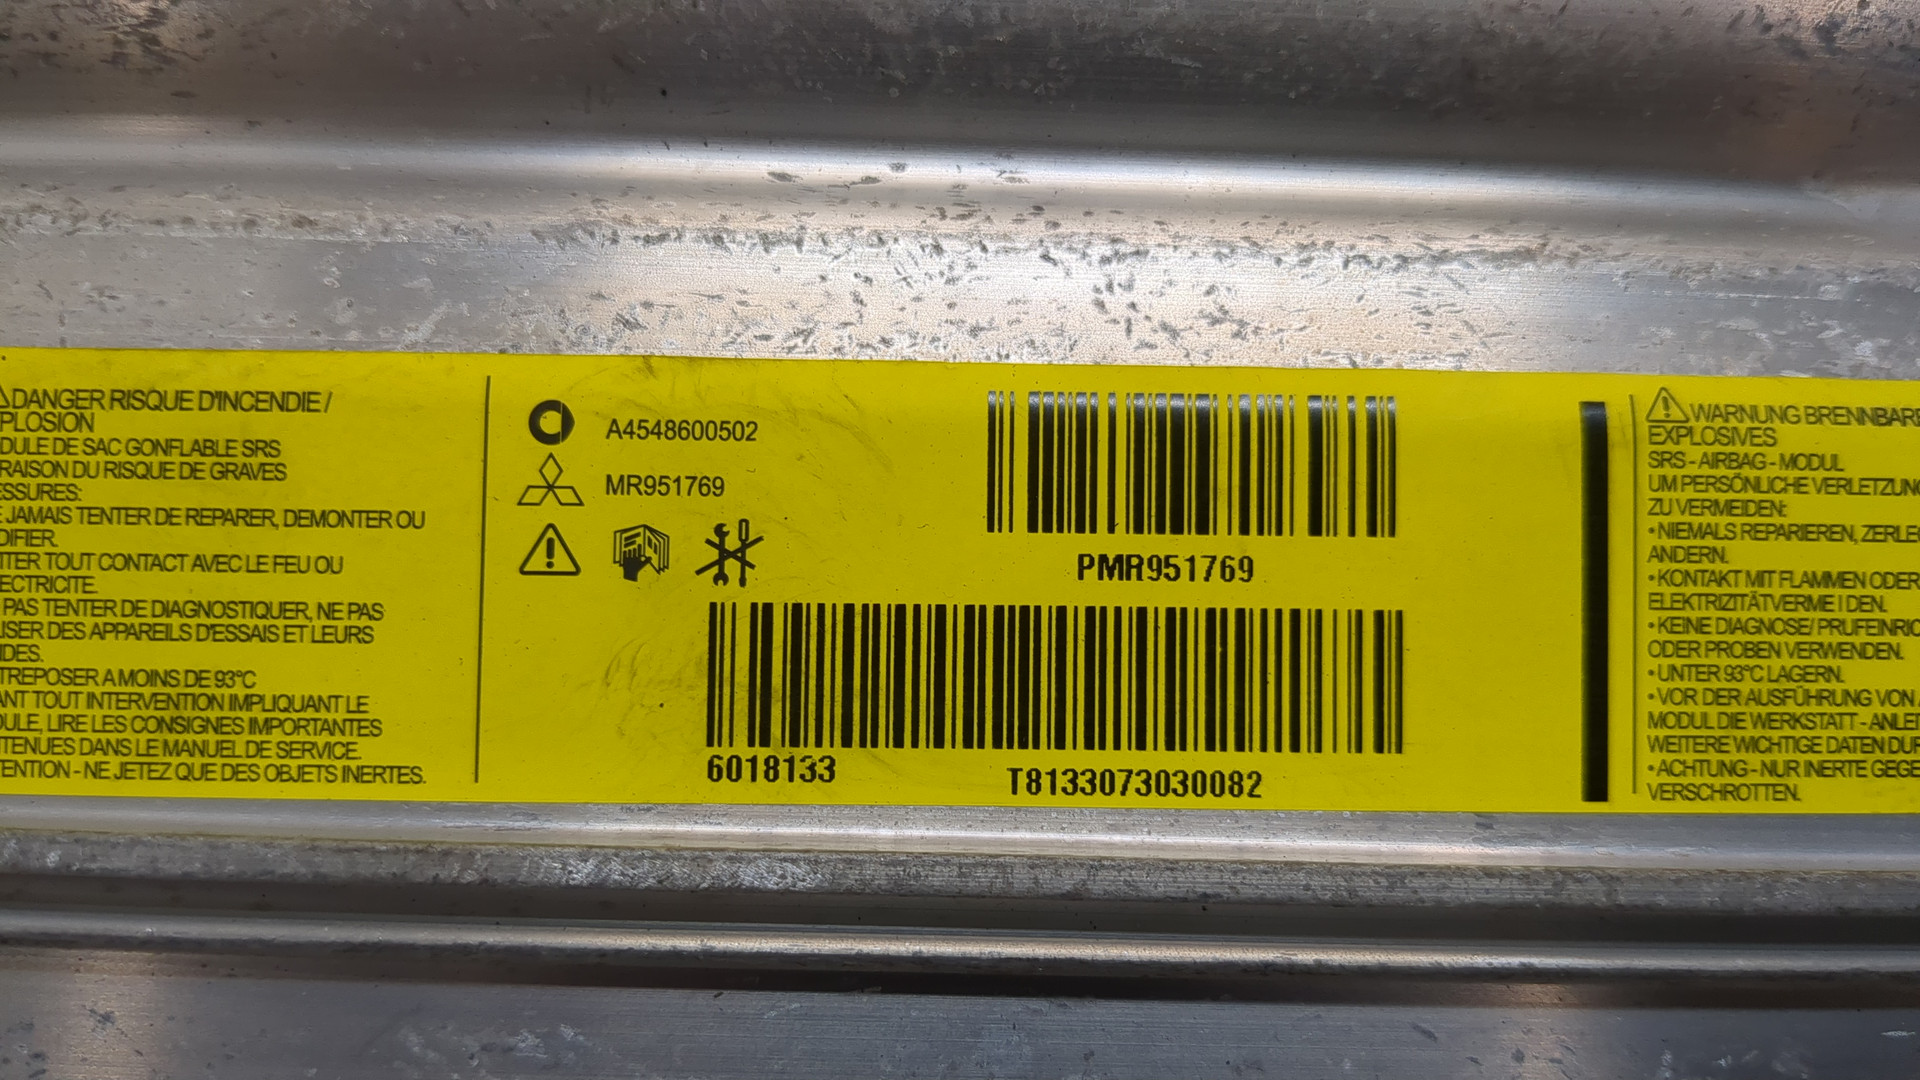 DANGER RISQUE D'INCENDIE /
PLOSION
DULE DE SAC GONFLABLE SRS
RAISON DU RISQUE DE GRAVES
ESSURES:
JAMAIS TENTER DE REPARER, DEMONTER OU
DIFIER.
ITER TOUT CONTACT AVEC LE FEU OU
ECTRICITE.
PAS TENTER DE DIAGNOSTIQUER, NE PAS
ISER DES APPAREILS D'ESSAIS ET LEURS
IDES.
TREPOSER A MOINS DE 93°C
ANT TOUT INTERVENTION IMPLIQUANT LE
DULE, LIRE LES CONSIGNES IMPORTANTES
TENUES DANS LE MANUEL DE SERVICE.
TENTION - NE JETEZ QUE DES OBJETS INERTES.
A4548600502
MR951769
PMR951769
6018133
T8133073030082
WARNUNG BRENNBARE
EXPLOSIVES
SRS - AIRBAG - MODUL
UM PERSÖNLICHE VERLETZUNG
ZU VERMEIDEN:
• NIEMALS REPARIEREN, ZERLEG
ANDERN.
• KONTAKT MIT FLAMMEN ODER
ELEKTRIZITÄTVERME I DEN.
• KEINE DIAGNOSE/ PRUFEINRIC
ODER PROBEN VERWENDEN.
• UNTER 93°C LAGERN.
• VOR DER AUSFÜHRUNG VON
MODUL DIE WERKSTATT - ANLEIT
WEITERE WICHTIGE DATEN DUR
• ACHTUNG - NUR INERTE GEGE
VERSCHROTTEN.